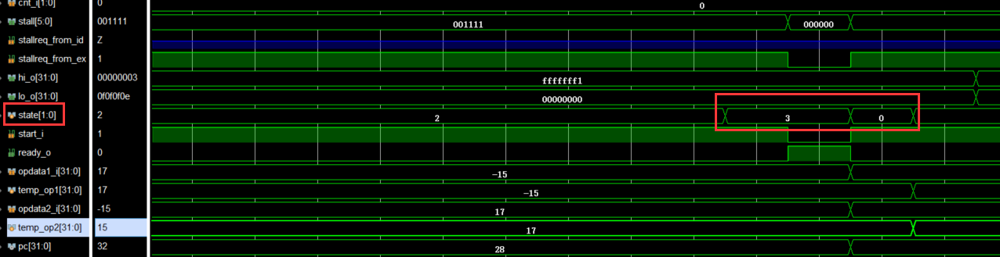 cnt_i[1:0] 0 0
stall[5:0] 001111 001111 000000
stallreq_from_id Z
stallreq_from_ex 1
hi_o[31:0] 00000003 fffffff1
lo_o[31:0] 0f0f0f0e 00000000
state[1:0] 2 2 3 0
start_i 1
ready_o 0
opdata1_i[31:0] 17 -15
temp_op1[31:0] 17 -15
opdata2_i[31:0] -15 17
temp_op2[31:0] 15 17
pc[31:0] 32 28